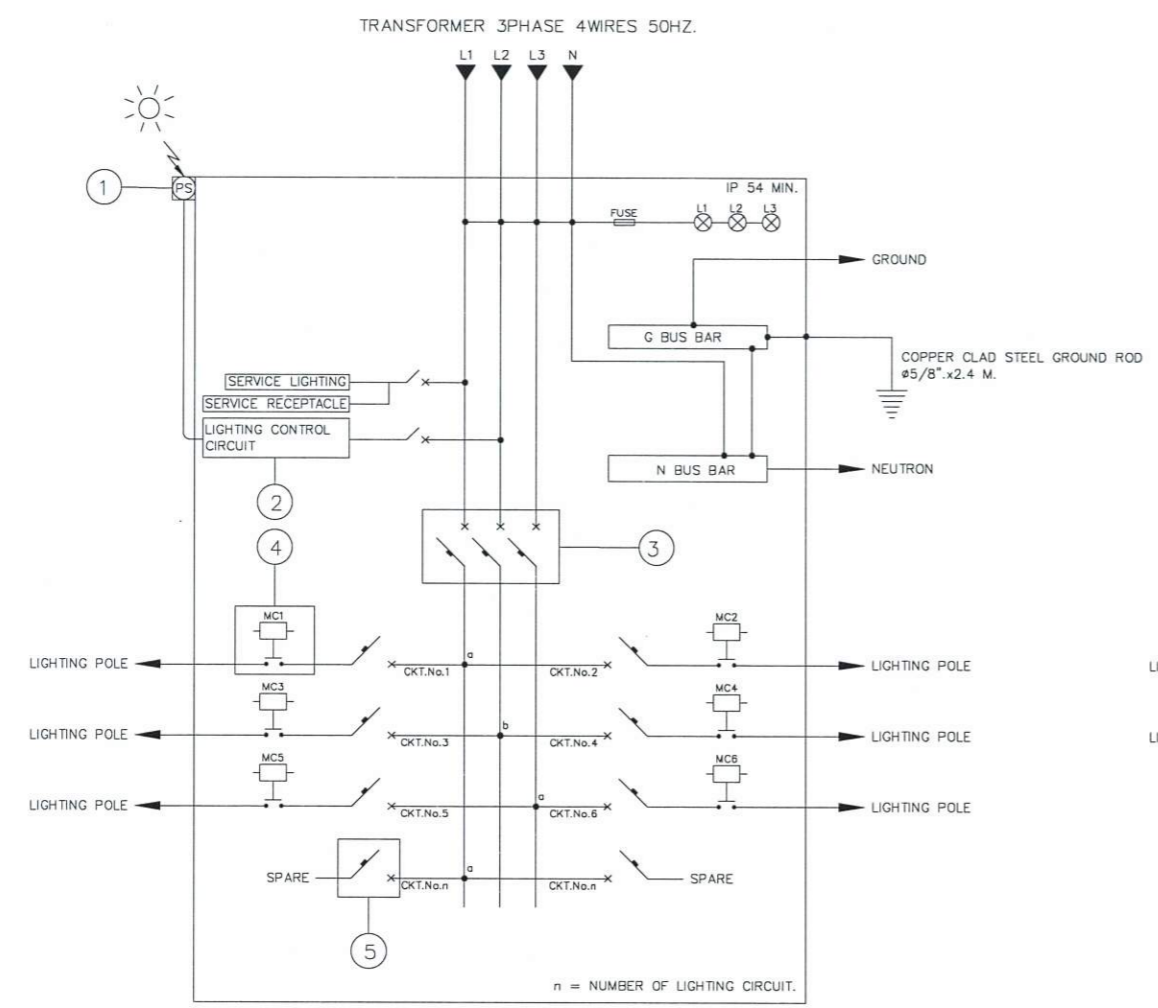 TRANSFORMER 3PHASE 4WIRES 50HZ.
L1 L2 L3 N
1
PS
IP 54 MIN.
FUSE
L1 L2 L3
GROUND
G BUS BAR
COPPER CLAD STEEL GROUND ROD
ø5/8".x2.4 M.
SERVICE LIGHTING
SERVICE RECEPTACLE
LIGHTING CONTROL
CIRCUIT
N BUS BAR
NEUTRON
2
4
3
MC1
MC2
LIGHTING POLE
CKT.No.1
a
CKT.No.2
LIGHTING POLE
MC3
MC4
LIGHTING POLE
CKT.No.3
b
CKT.No.4
LIGHTING POLE
MC5
MC6
LIGHTING POLE
CKT.No.5
a
CKT.No.6
LIGHTING POLE
SPARE
CKT.No.n
a
CKT.No.n
SPARE
5
n = NUMBER OF LIGHTING CIRCUIT.